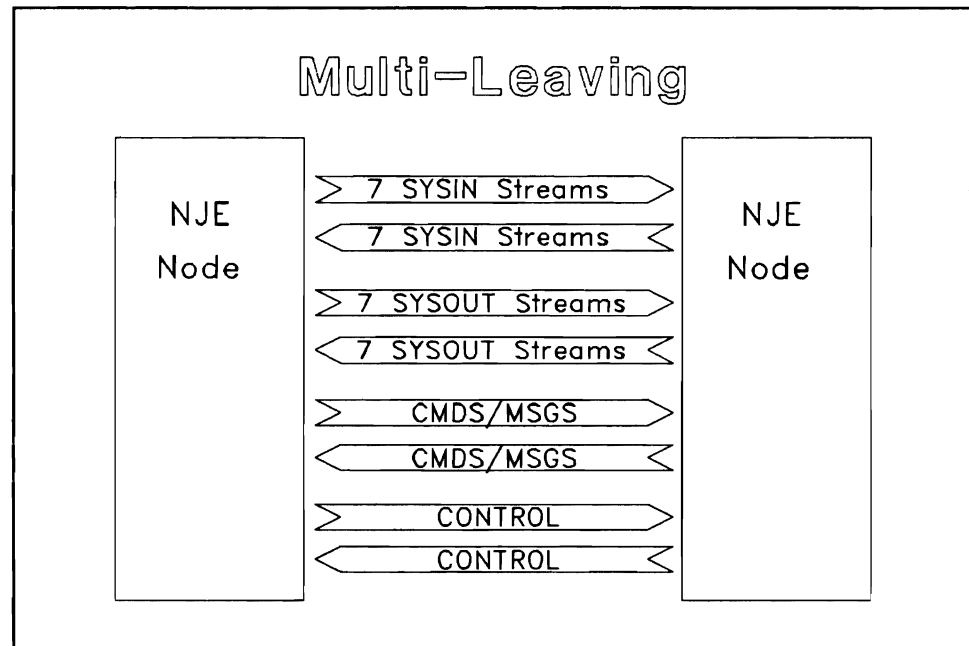 Multi-Leaving
NJE
Node
7 SYSIN Streams
7 SYSIN Streams
7 SYSOUT Streams
7 SYSOUT Streams
CMDS/MSGS
CMDS/MSGS
CONTROL
CONTROL
NJE
Node